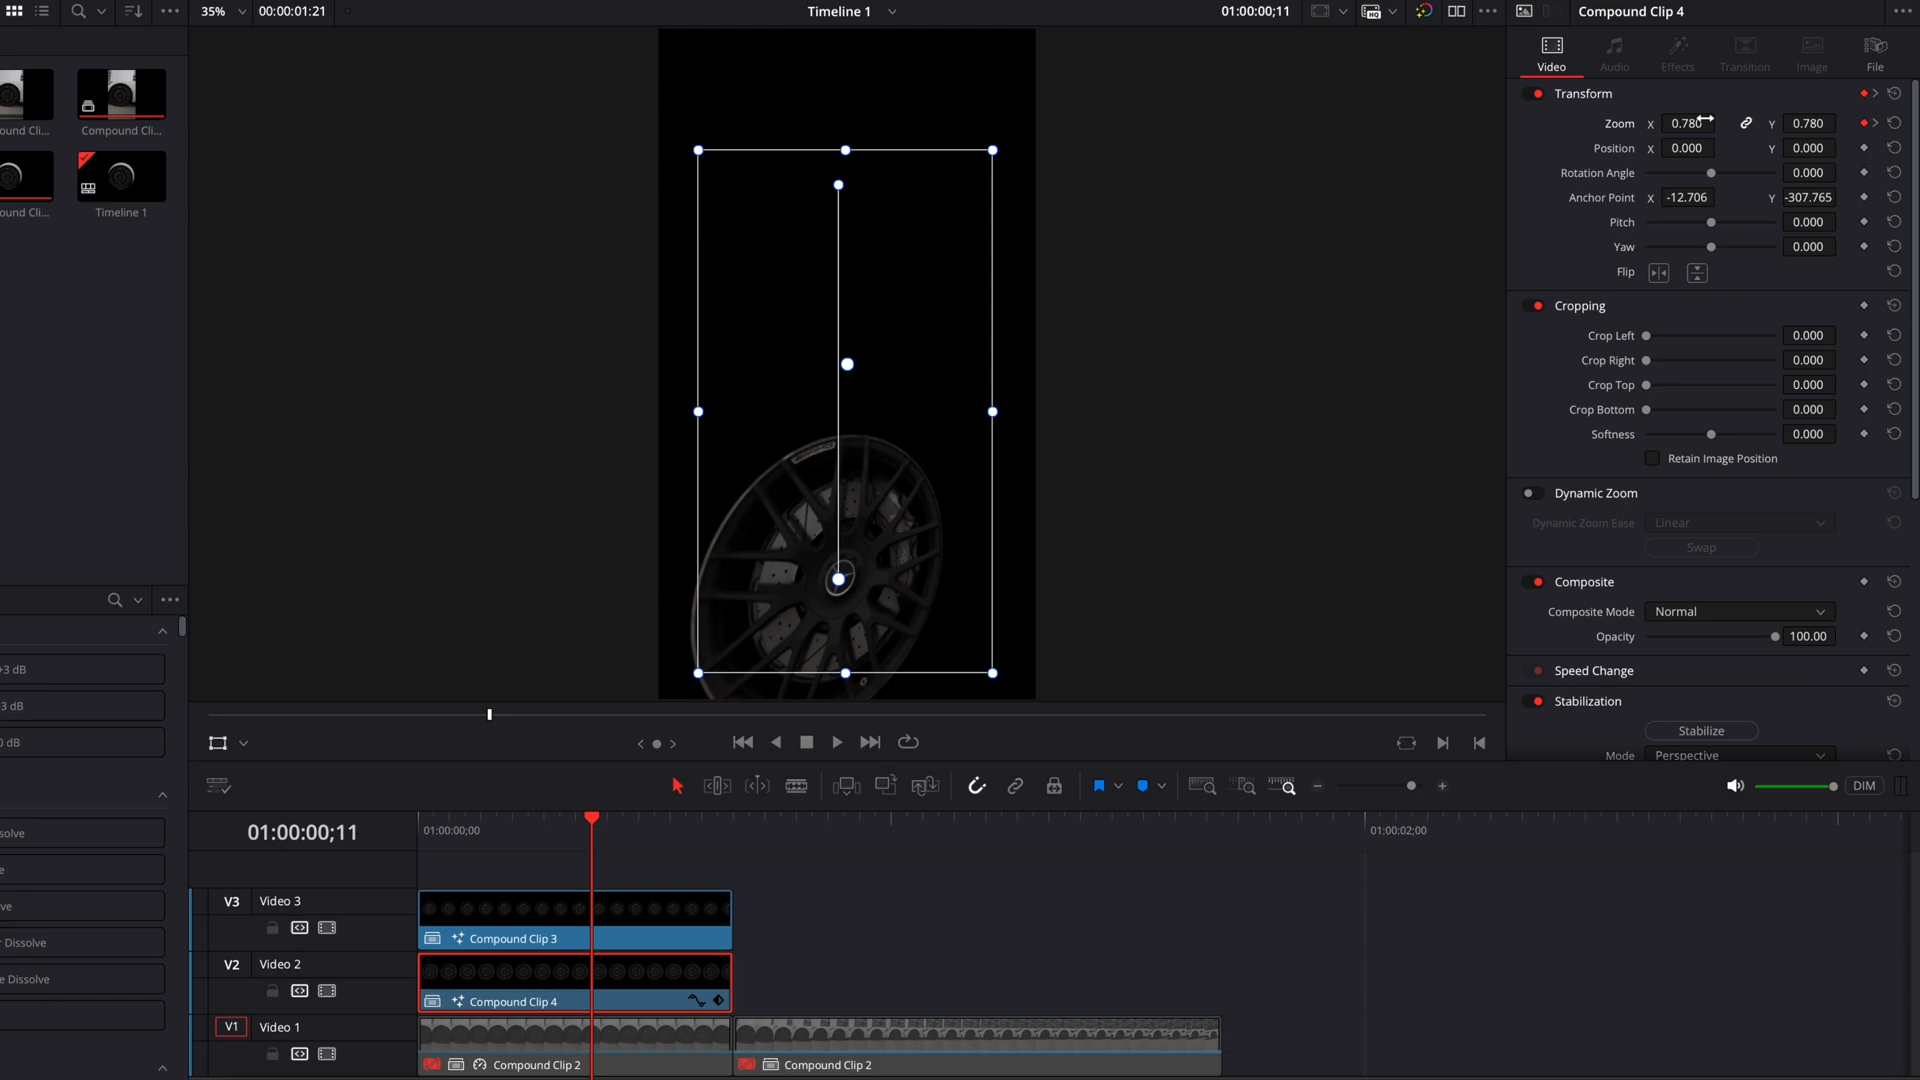 35%
00:00:01:21
Timeline 1
01:00:00;11
Compound Clip 4
Video
Audio
Effects
Transition
Image
File
ound Cli...
Compound Cli...
ound Cli...
Timeline 1
Transform
Zoom X 0.780 Y 0.780
Position X 0.000 Y 0.000
Rotation Angle 0.000
Anchor Point X -12.706 Y -307.765
Pitch 0.000
Yaw 0.000
Flip
Cropping
Crop Left 0.000
Crop Right 0.000
Crop Top 0.000
Crop Bottom 0.000
Softness 0.000
Retain Image Position
Dynamic Zoom
Dynamic Zoom Ease Linear
Swap
Composite
Composite Mode Normal
Opacity 100.00
Speed Change
Stabilization
Stabilize
Mode Perspective
+3 dB
-3 dB
0 dB
solve
e
ve
r Dissolve
e Dissolve
DIM
01:00:00;11
01:00:00;00
01:00:02;00
V3 Video 3
Compound Clip 3
V2 Video 2
Compound Clip 4
V1 Video 1
Compound Clip 2
Compound Clip 2